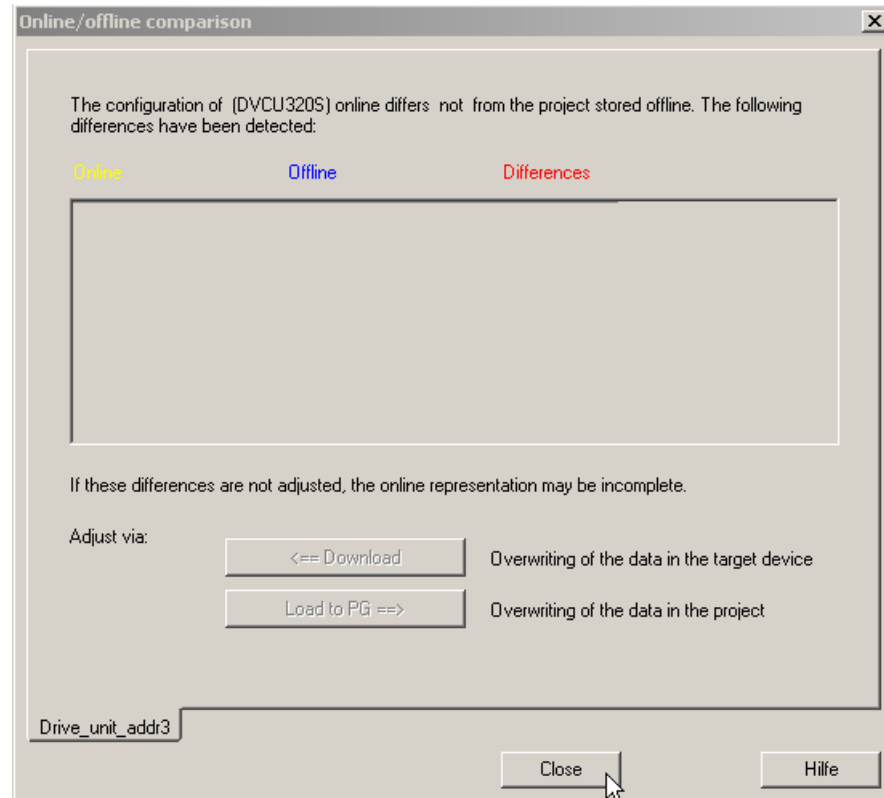 Online/offline comparison
The configuration of (DVCU320S) online differs not from the project stored offline. The following
differences have been detected:
Online Offline Differences
If these differences are not adjusted, the online representation may be incomplete.
Adjust via:
<== Download Overwriting of the data in the target device
Load to PG ==> Overwriting of the data in the project
Drive_unit_addr3
Close Hilfe